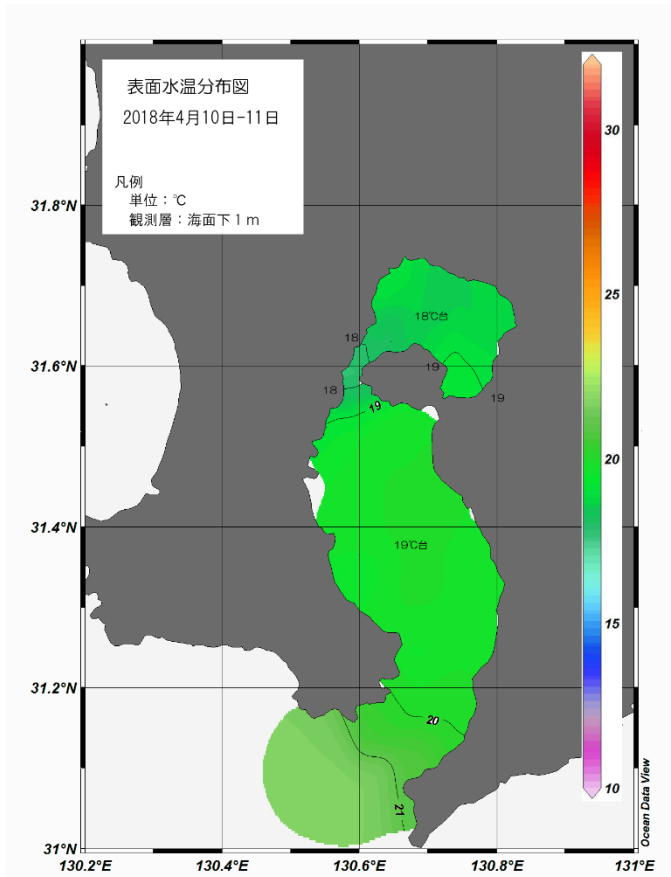 表面水温分布図
2018年4月10日-11日
凡例
単位：℃
観測層：海面下１ｍ
30
31.8°N
18℃台
25
18
31.6°N
19
19
18
19
20
31.4°N
19℃台
15
31.2°N
20
21
10
31°N
130.2°E
130.4°E
130.6°E
130.8°E
131°E
Ocean Data View